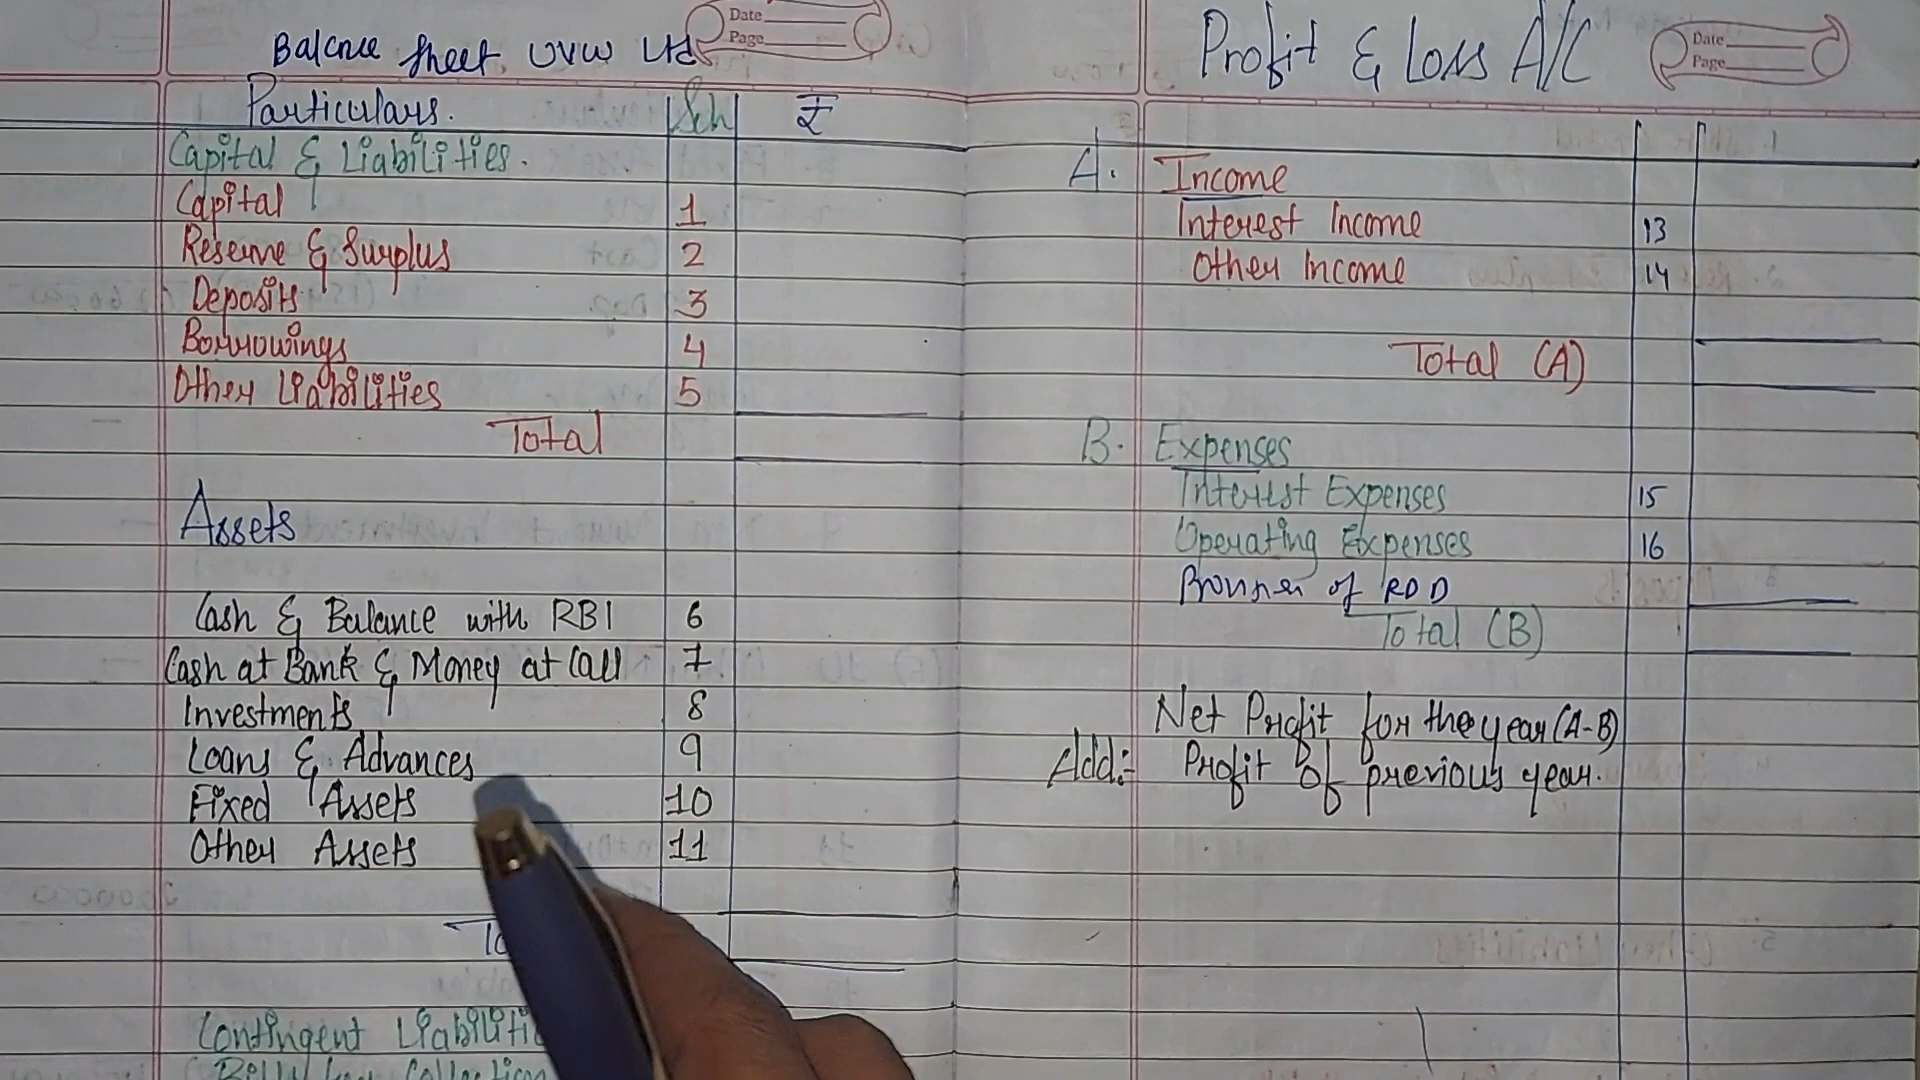 Balance Sheet UVW Ltd
Date
Page
Particulars. Sch ₹
Capital & Liabilities.
Capital 1
Reserve & Surplus 2
Deposits 3
Borrowings 4
Other Liabilities 5
Total
Assets
Cash & Balance with RBI 6
Cash at Bank & Money at Call 7
Investments 8
Loans & Advances 9
Fixed Assets 10
Other Assets 11
Contingent
Profit & Loss A/C
Date
Page
A. Income
Interest Income 13
Other Income 14
Total (A)
B. Expenses
Interest Expenses 15
Operating Expenses 16
of RDD
Total (B)
Net Profit for the year (A-B)
Add:- Profit of previous year.